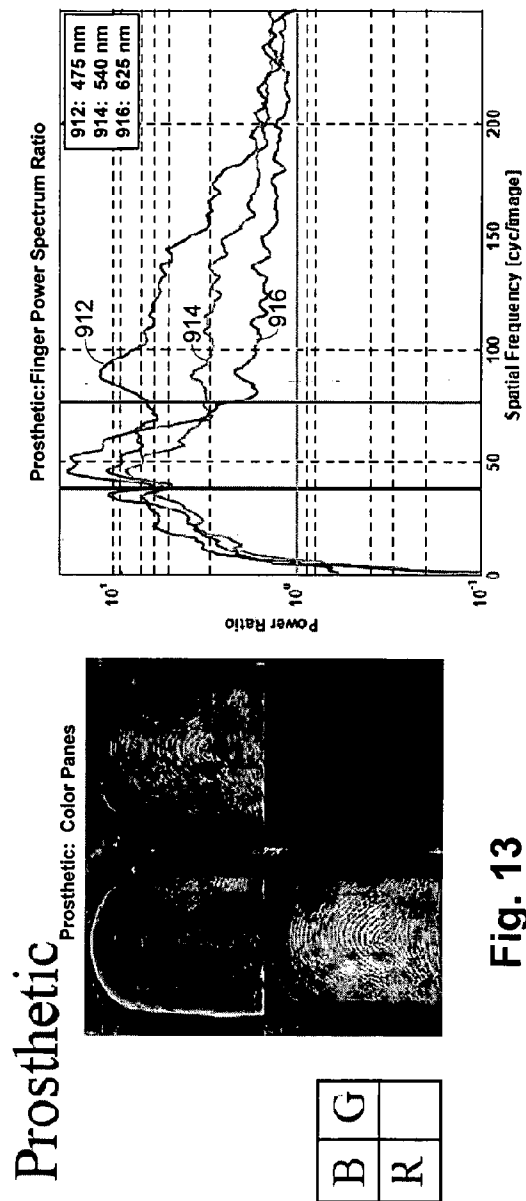 Prosthetic
Prosthetic: Color Panes
B G
R
Prosthetic:Finger Power Spectrum Ratio
912: 475 nm
914: 540 nm
916: 625 nm
912
914
916
Power Ratio
10¹
10⁰
10⁻¹
0 50 100 150 200
Spatial Frequency [cyc/image]
Fig. 13